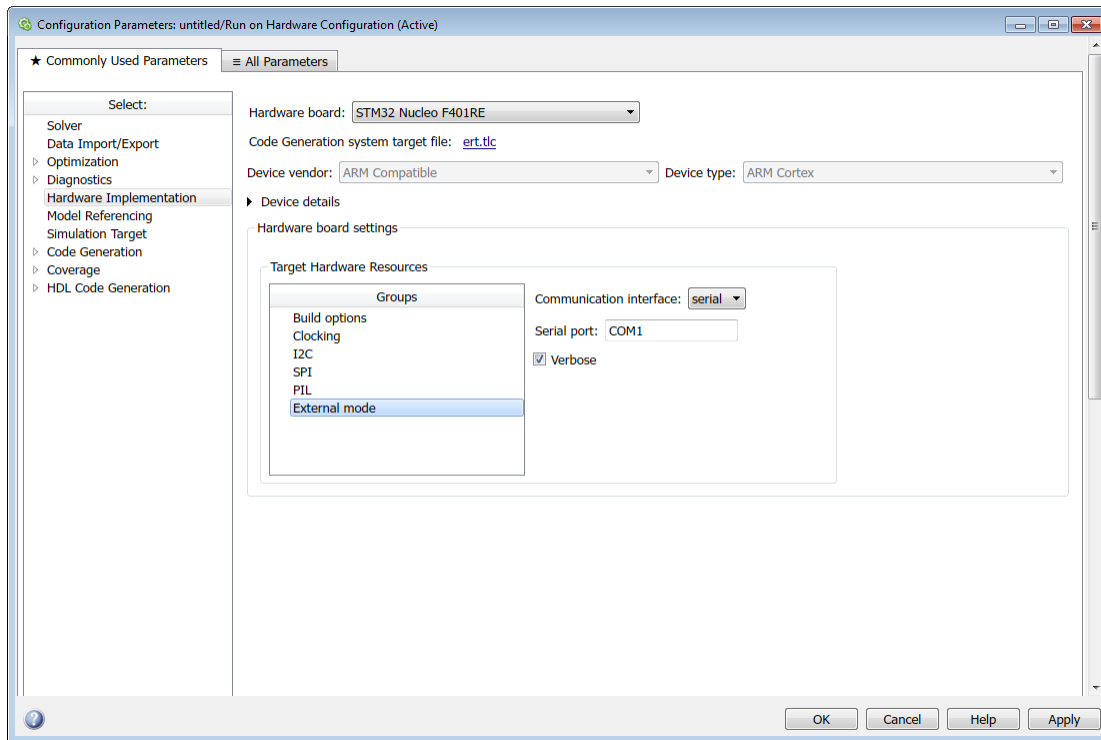 Configuration Parameters: untitled/Run on Hardware Configuration (Active)
★ Commonly Used Parameters
≡ All Parameters
Select:
Solver
Data Import/Export
Optimization
Diagnostics
Hardware Implementation
Model Referencing
Simulation Target
Code Generation
Coverage
HDL Code Generation
Hardware board: STM32 Nucleo F401RE
Code Generation system target file: ert.tlc
Device vendor: ARM Compatible Device type: ARM Cortex
Device details
Hardware board settings
Target Hardware Resources
Groups
Build options
Clocking
I2C
SPI
PIL
External mode
Communication interface: serial
Serial port: COM1
Verbose
OK Cancel Help Apply